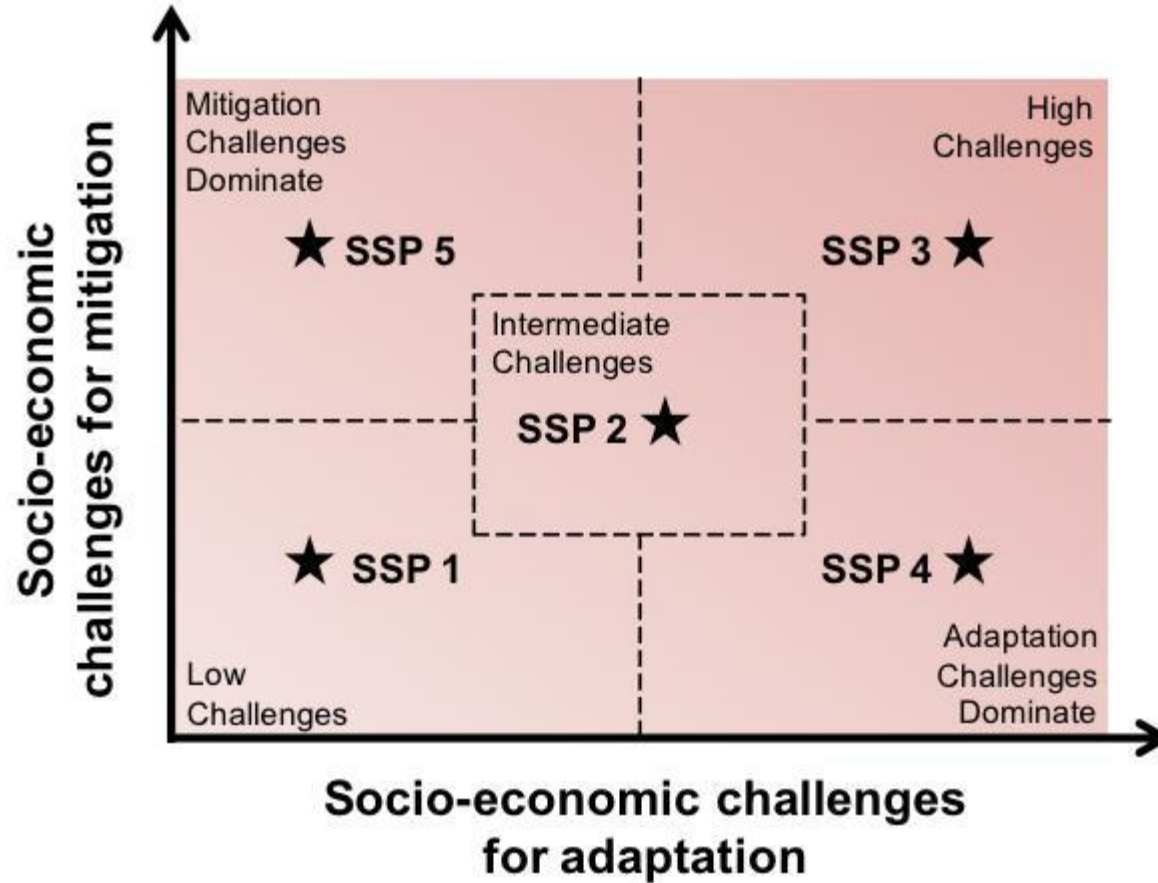 Socio-economic
challenges for mitigation
Mitigation
Challenges
Dominate
High
Challenges
SSP 5
SSP 3
Intermediate
Challenges
SSP 2
SSP 1
SSP 4
Low
Challenges
Adaptation
Challenges
Dominate
Socio-economic challenges
for adaptation